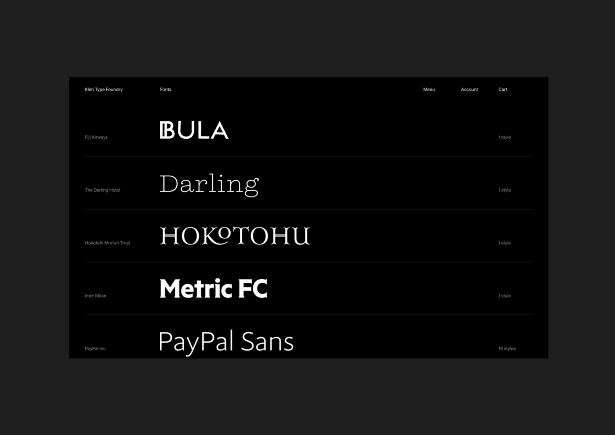 Klim Type Foundry Fonts Menu Account Cart
Fiji Airways BULA 1 style
The Darling Hotel Darling 1 style
Hokotehi Moriori Trust HOKOTOHU 1 style
Inter Milan Metric FC 1 style
PayPal Inc. PayPal Sans 10 styles